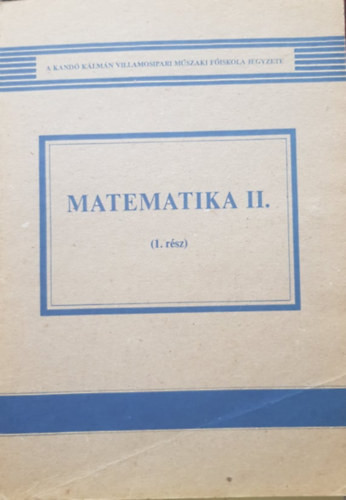 A KANDÓ KÁLMÁN VILLAMOSIPARI MŰSZAKI FŐISKOLA JEGYZETE
MATEMATIKA II.
(1. rész)